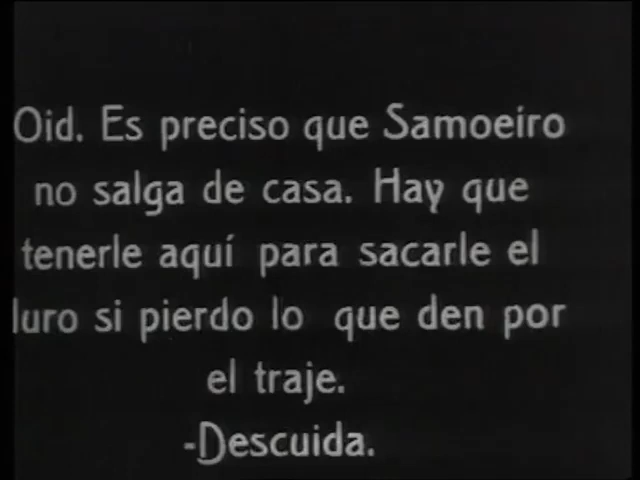 Oid. Es preciso que Samoeiro
no salga de casa. Hay que
tenerle aquí para sacarle el
luro si pierdo lo que den por
el traje.
-Descuida.